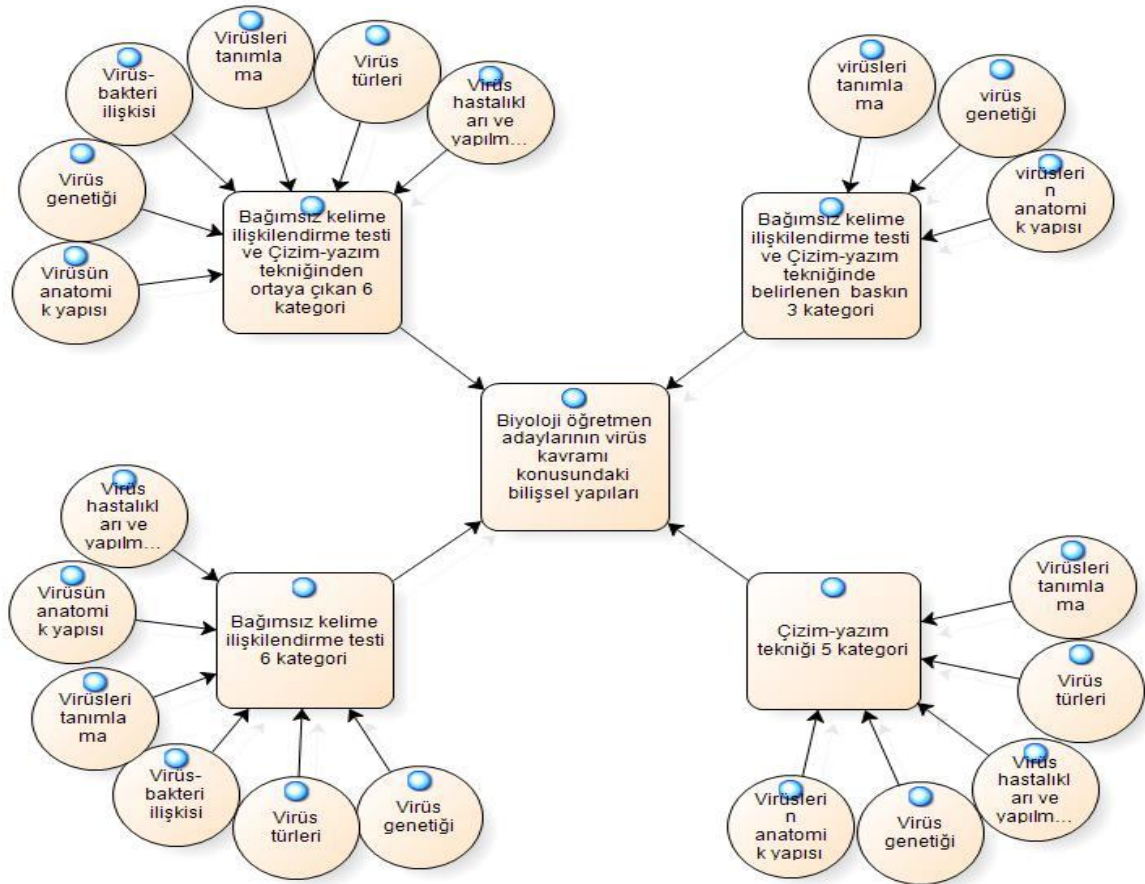 Virüsleri
tanımla
ma
Virüs
türleri
Virüs-
bakteri
ilişkisi
Virüs
hastalıkl
arı ve
yapılm...
Virüs
genetiği
Virüsün
anatomi
k yapısı
Bağımsız kelime
ilişkilendirme testi
ve Çizim-yazım
tekniğinden
ortaya çıkan 6
kategori
virüsleri
tanımla
ma
virüs
genetiği
virüsleri
n
anatomi
k yapısı
Bağımsız kelime
ilişkilendirme testi
ve Çizim-yazım
tekniğinde
belirlenen baskın
3 kategori
Biyoloji öğretmen
adaylarının virüs
kavramı
konusundaki
bilişsel yapıları
Virüs
hastalıkl
arı ve
yapılm...
Virüsün
anatomi
k yapısı
Virüsleri
tanımla
ma
Virüs-
bakteri
ilişkisi
Virüs
türleri
Virüs
genetiği
Bağımsız kelime
ilişkilendirme testi
6 kategori
Çizim-yazım
tekniği 5 kategori
Virüsleri
tanımla
ma
Virüs
türleri
Virüs
hastalıkl
arı ve
yapılm...
Virüs
genetiği
Virüsleri
n
anatomi
k yapısı